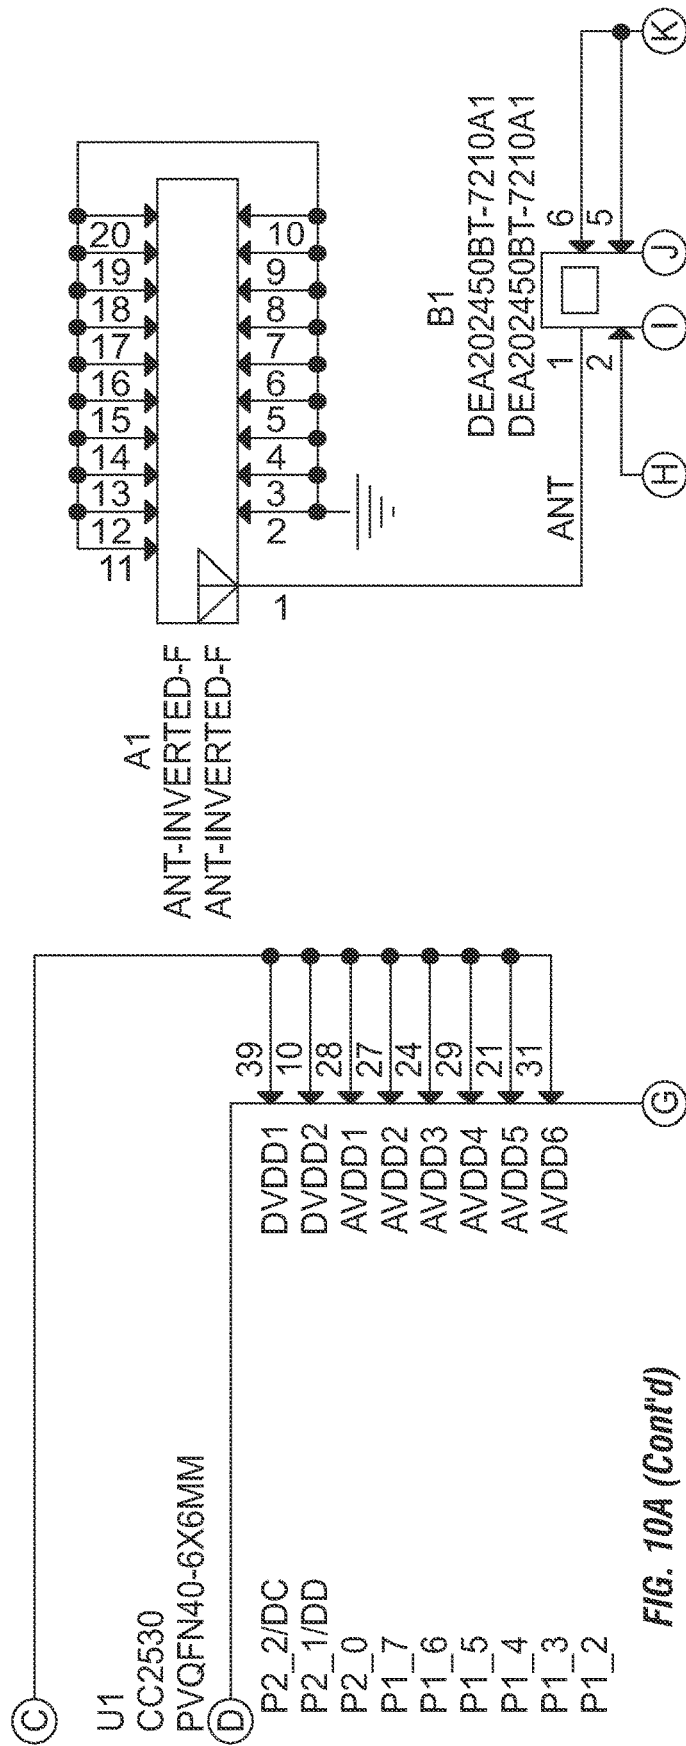 C
U1
CC2530
PVQFN40-6X6MM
D
P2_2/DC
P2_1/DD
P2_0
P1_7
P1_6
P1_5
P1_4
P1_3
P1_2
DVDD1 39
DVDD2 10
AVDD1 28
AVDD2 27
AVDD3 24
AVDD4 29
AVDD5 21
AVDD6 31
G
A1
ANT-INVERTED-F
ANT-INVERTED-F
11 12 13 14 15 16 17 18 19 20
1 2 3 4 5 6 7 8 9 10
ANT
B1
DEA202450BT-7210A1
DEA202450BT-7210A1
1 6
2 5
H I J K
FIG. 10A (Cont'd)